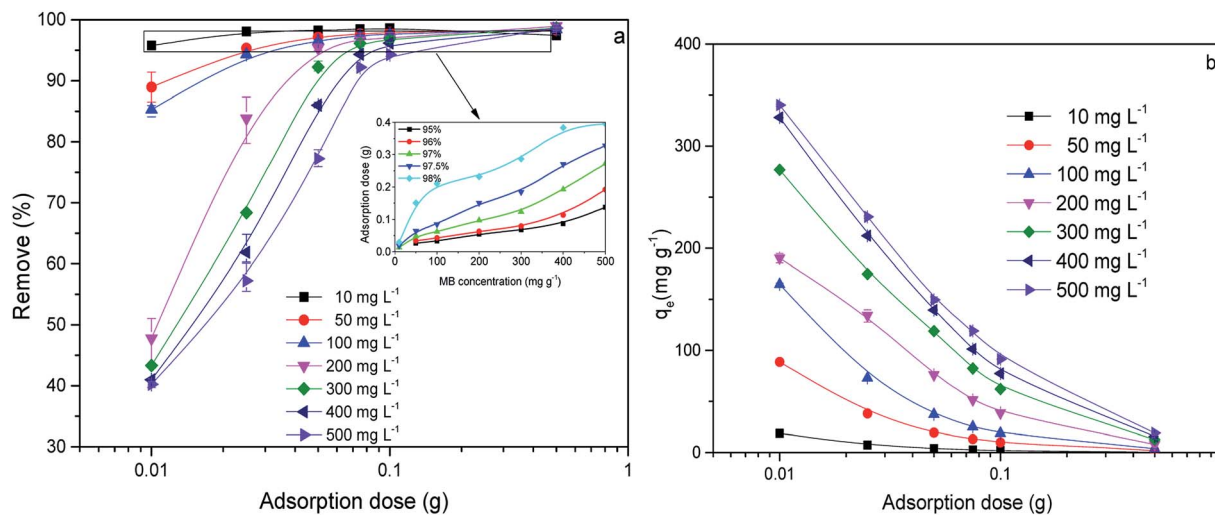 a
100
90
80
70
60
50
40
30
Remove (%)
0.01
0.1
1
Adsorption dose (g)
10 mg L⁻¹
50 mg L⁻¹
100 mg L⁻¹
200 mg L⁻¹
300 mg L⁻¹
400 mg L⁻¹
500 mg L⁻¹
0.4
0.3
0.2
0.1
0.0
Adsorption dose (g)
95%
96%
97%
97.5%
98%
0
100
200
300
400
500
MB concentration (mg g⁻¹)
b
400
300
200
100
0
qₑ(mg g⁻¹)
0.01
0.1
Adsorption dose (g)
10 mg L⁻¹
50 mg L⁻¹
100 mg L⁻¹
200 mg L⁻¹
300 mg L⁻¹
400 mg L⁻¹
500 mg L⁻¹